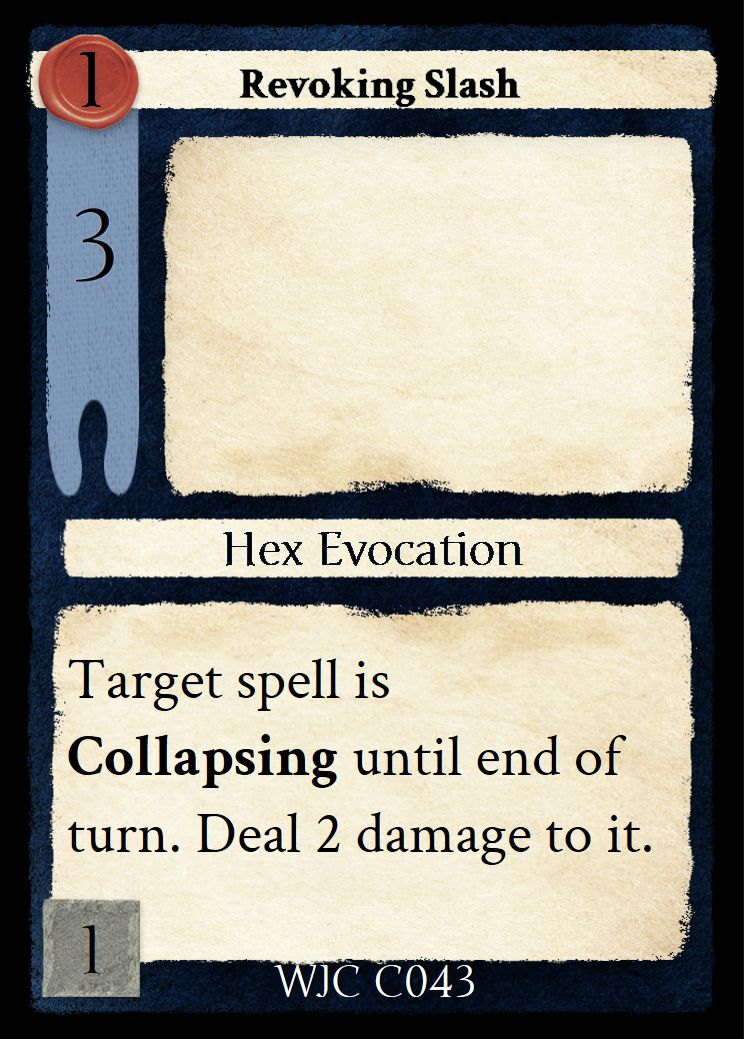 1
Revoking Slash
3
Hex Evocation
Target spell is
Collapsing until end of
turn. Deal 2 damage to it.
1
WJC C043